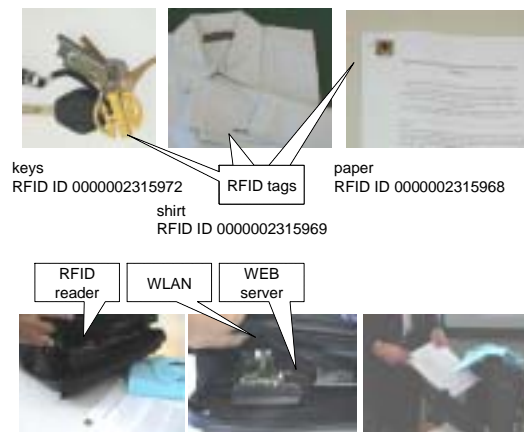 keys
RFID ID 0000002315972
RFID tags
paper
RFID ID 0000002315968
shirt
RFID ID 0000002315969
RFID
reader
WLAN
WEB
server